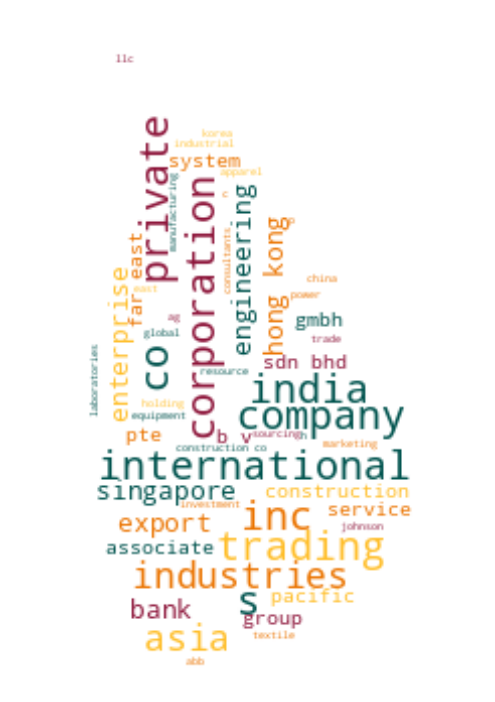 llc
private
korea
industrial
system
apparel
manufacturing
corporation
c
engineering
consultants
hong kong
far east
east
enterprise
china
power
ag
gmbh
global
trade
co
laboratories
sdn bhd
resource
india
holding
company
equipment
pte
b v
sourcing
h
marketing
construction co
international
singapore
construction
investment
service
inc
export
johnson
trading
associate
industries
s
pacific
bank
group
textile
asia
abb